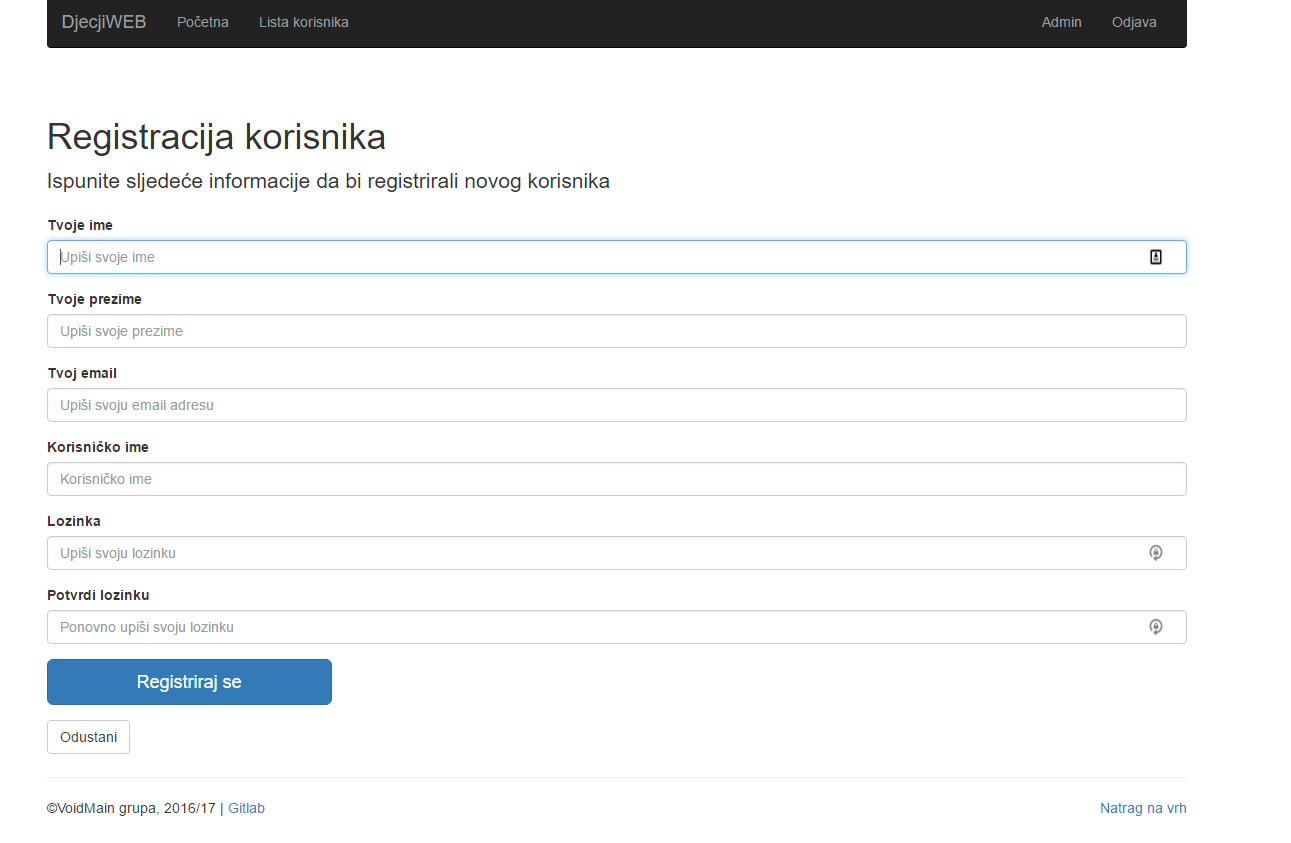 DjecjiWEB Početna Lista korisnika Admin Odjava
Registracija korisnika
Ispunite sljedeće informacije da bi registrirali novog korisnika
Tvoje ime
Upiši svoje ime
Tvoje prezime
Upiši svoje prezime
Tvoj email
Upiši svoju email adresu
Korisničko ime
Korisničko ime
Lozinka
Upiši svoju lozinku
Potvrdi lozinku
Ponovno upiši svoju lozinku
Registriraj se
Odustani
©VoidMain grupa, 2016/17 | Gitlab Natrag na vrh